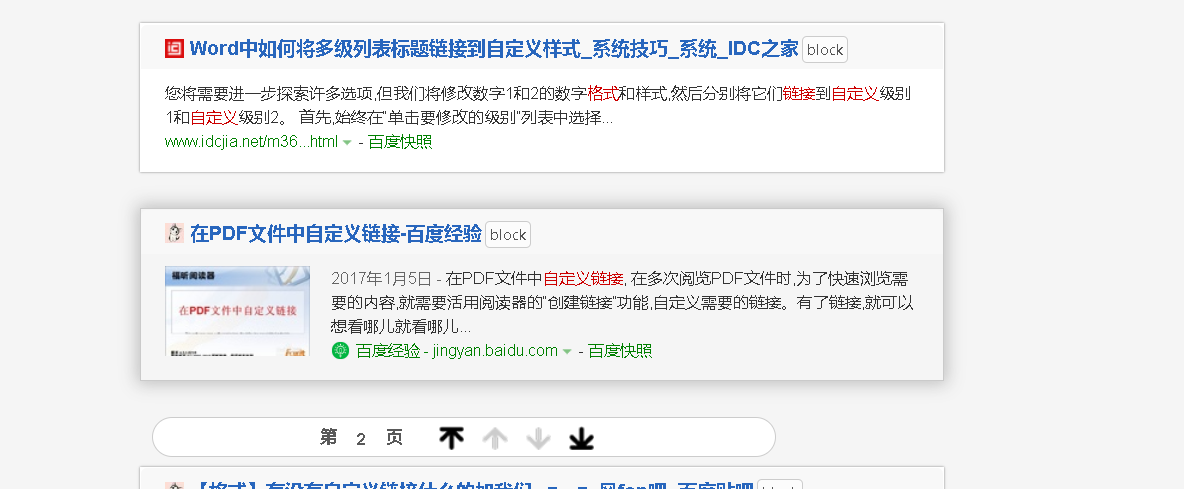 Word中如何将多级列表标题链接到自定义样式_系统技巧_系统_IDC之家 block
您将需要进一步探索许多选项,但我们将修改数字1和2的数字格式和样式,然后分别将它们链接到自定义级别
1和自定义级别2。 首先,始终在“单击要修改的级别”列表中选择...
www.idcjia.net/m36...html - 百度快照
在PDF文件中自定义链接-百度经验 block
福昕阅读器
在PDF文件中自定义链接
2017年1月5日 - 在PDF文件中自定义链接, 在多次阅览PDF文件时,为了快速浏览需
要的内容,就需要活用阅读器的“创建链接”功能,自定义需要的链接。有了链接,就可以
想看哪儿就看哪儿...
百度经验 - jingyan.baidu.com - 百度快照
第 2 页